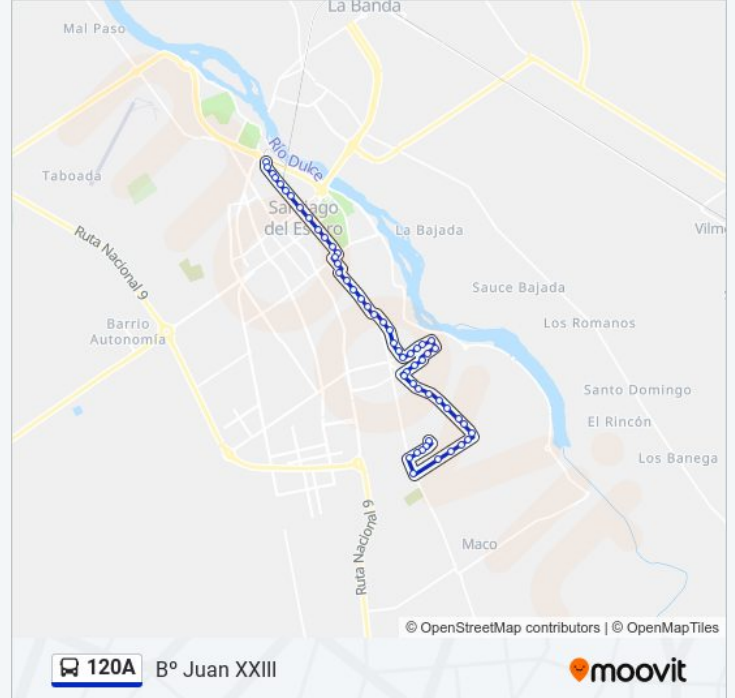 La Banda
Mal Paso
Río Dulce
Taboada
Santiago
del Estero
La Bajada
Vilm
Ruta Nacional 9
Sauce Bajada
Barrio
Autonomía
Los Romanos
Santo Domingo
El Rincón
Los Banega
Ruta Nacional 9
Maco
© OpenStreetMap contributors | © OpenMapTiles
120A Bº Juan XXIII
moovit